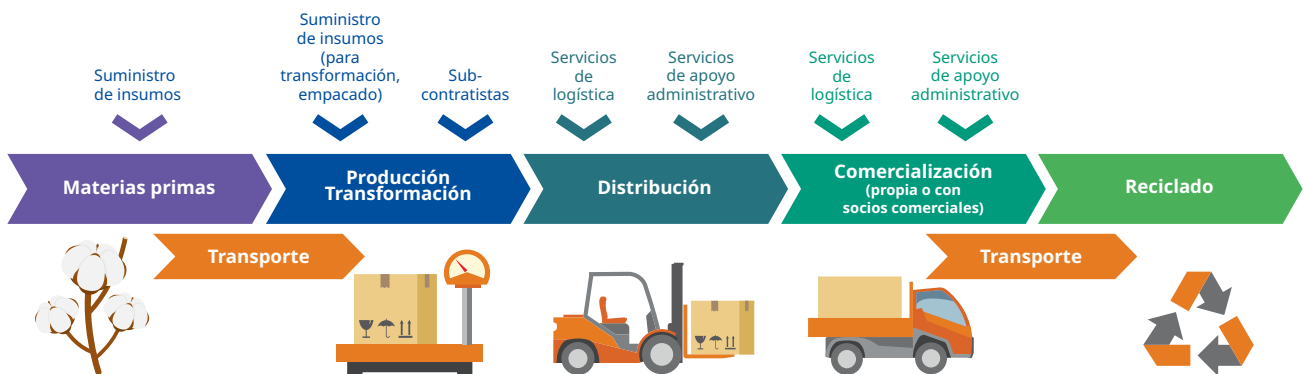 Suministro
de insumos
Suministro
de insumos
(para
transformación,
empacado)
Sub-
contratistas
Servicios
de
logística
Servicios
de apoyo
administrativo
Servicios
de
logística
Servicios
de apoyo
administrativo
Materias primas
Producción
Transformación
Distribución
Comercialización
(propia o con
socios comerciales)
Reciclado
Transporte
Transporte